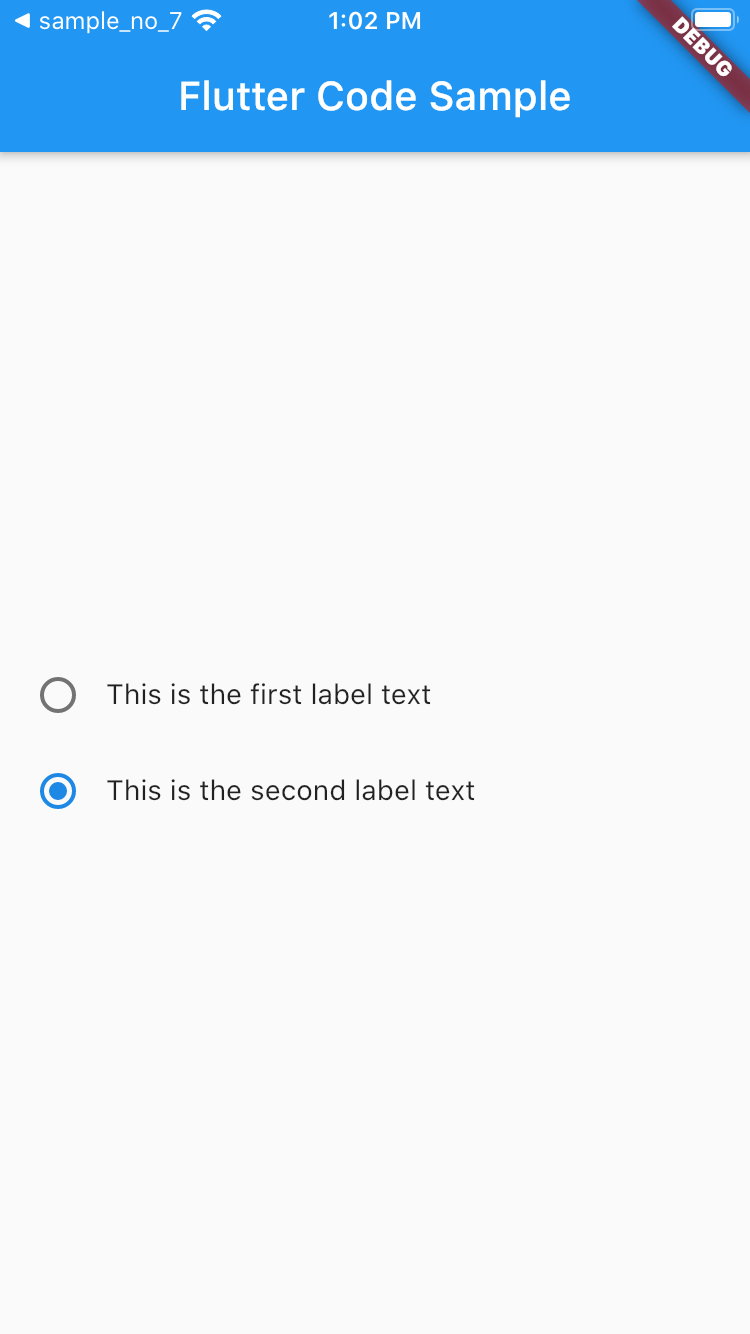 sample_no_7 1:02 PM
DEBUG
Flutter Code Sample
This is the first label text
This is the second label text